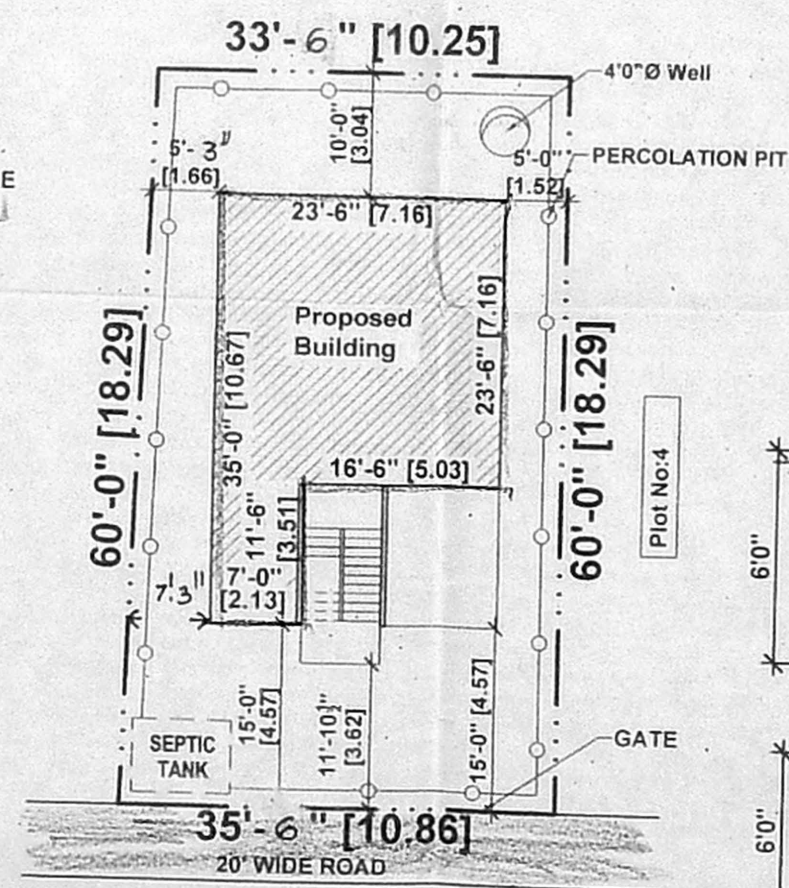 33'-6" [10.25]
4'0"Ø Well
10'-0"
[3.04]
5'-3"
[1.66]
5'-0"
[1.52]
PERCOLATION PIT
E
23'-6" [7.16]
Proposed
Building
23'-6" [7.16]
35'-0" [10.67]
60'-0" [18.29]
60'-0" [18.29]
Plot No:4
16'-6" [5.03]
11'-6"
[3.51]
7'-0"
[2.13]
7'.3"
6'0"
15'-0"
[4.57]
11'-10½"
[3.62]
15'-0" [4.57]
SEPTIC
TANK
GATE
6'0"
35'-6" [10.86]
20' WIDE ROAD